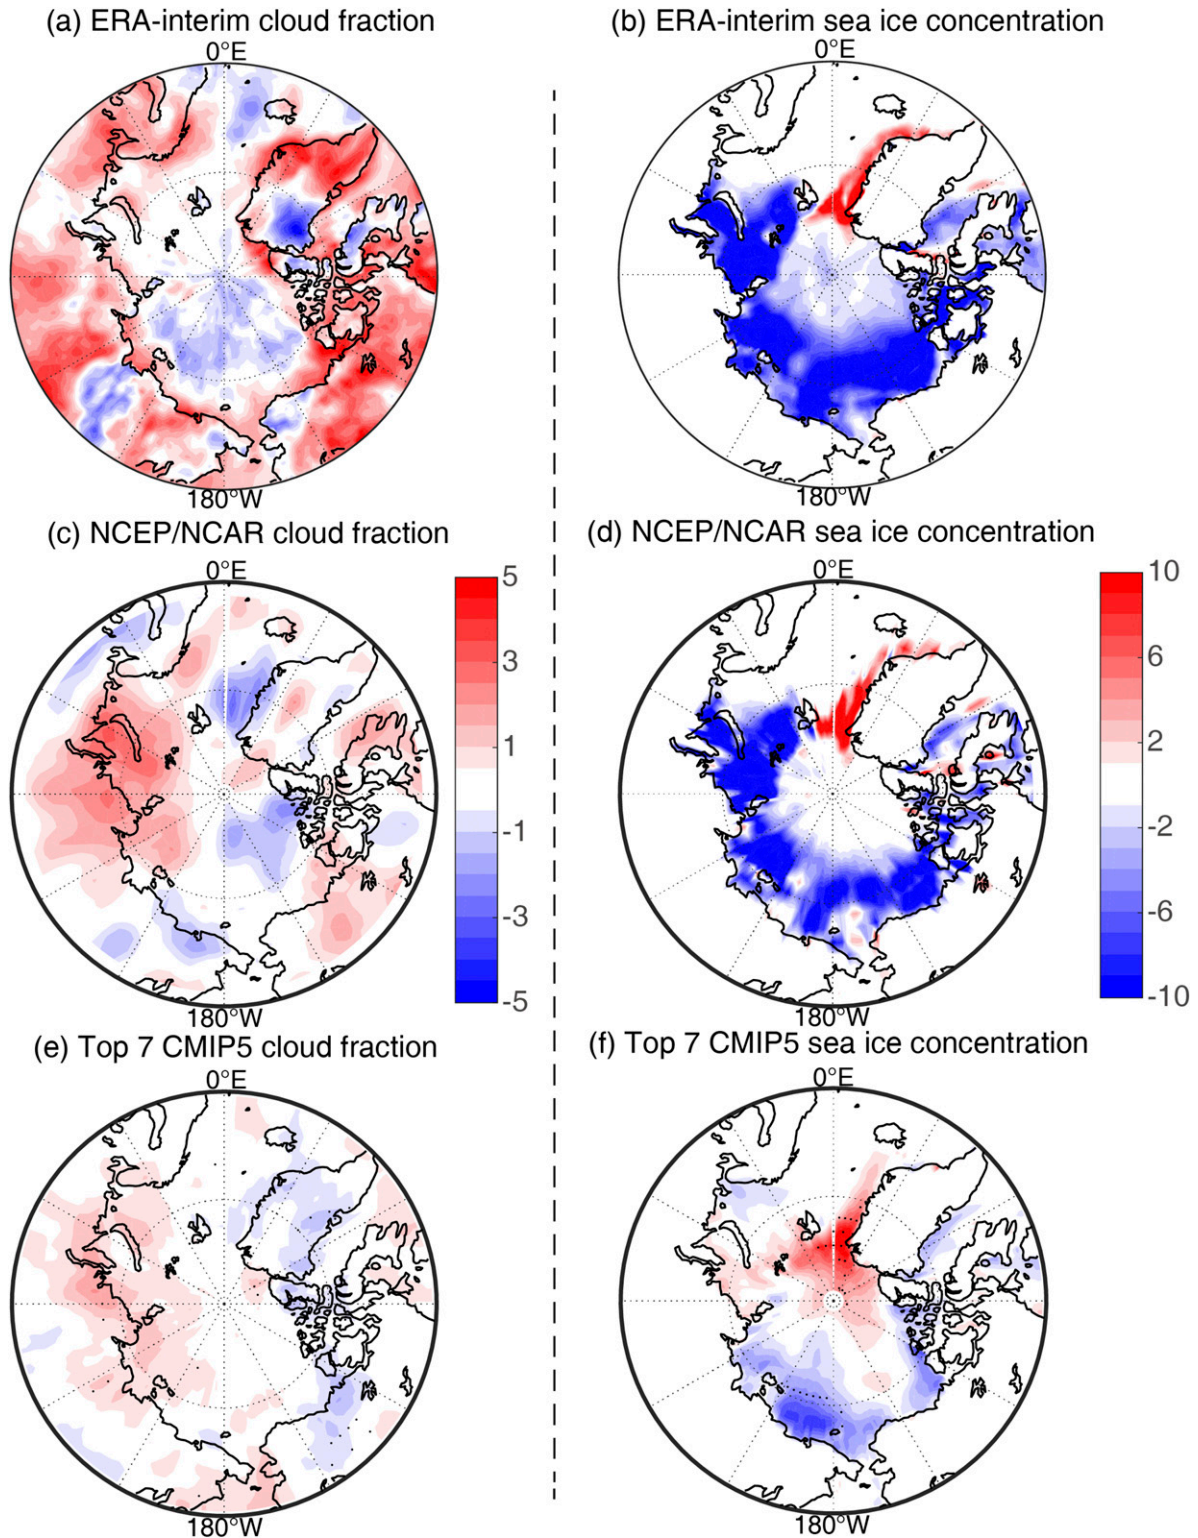 (a) ERA-interim cloud fraction
(b) ERA-interim sea ice concentration
0°E
0°E
180°W
180°W
(c) NCEP/NCAR cloud fraction
(d) NCEP/NCAR sea ice concentration
0°E
0°E
5
3
1
-1
-3
-5
10
6
2
-2
-6
-10
180°W
180°W
(e) Top 7 CMIP5 cloud fraction
(f) Top 7 CMIP5 sea ice concentration
0°E
0°E
180°W
180°W